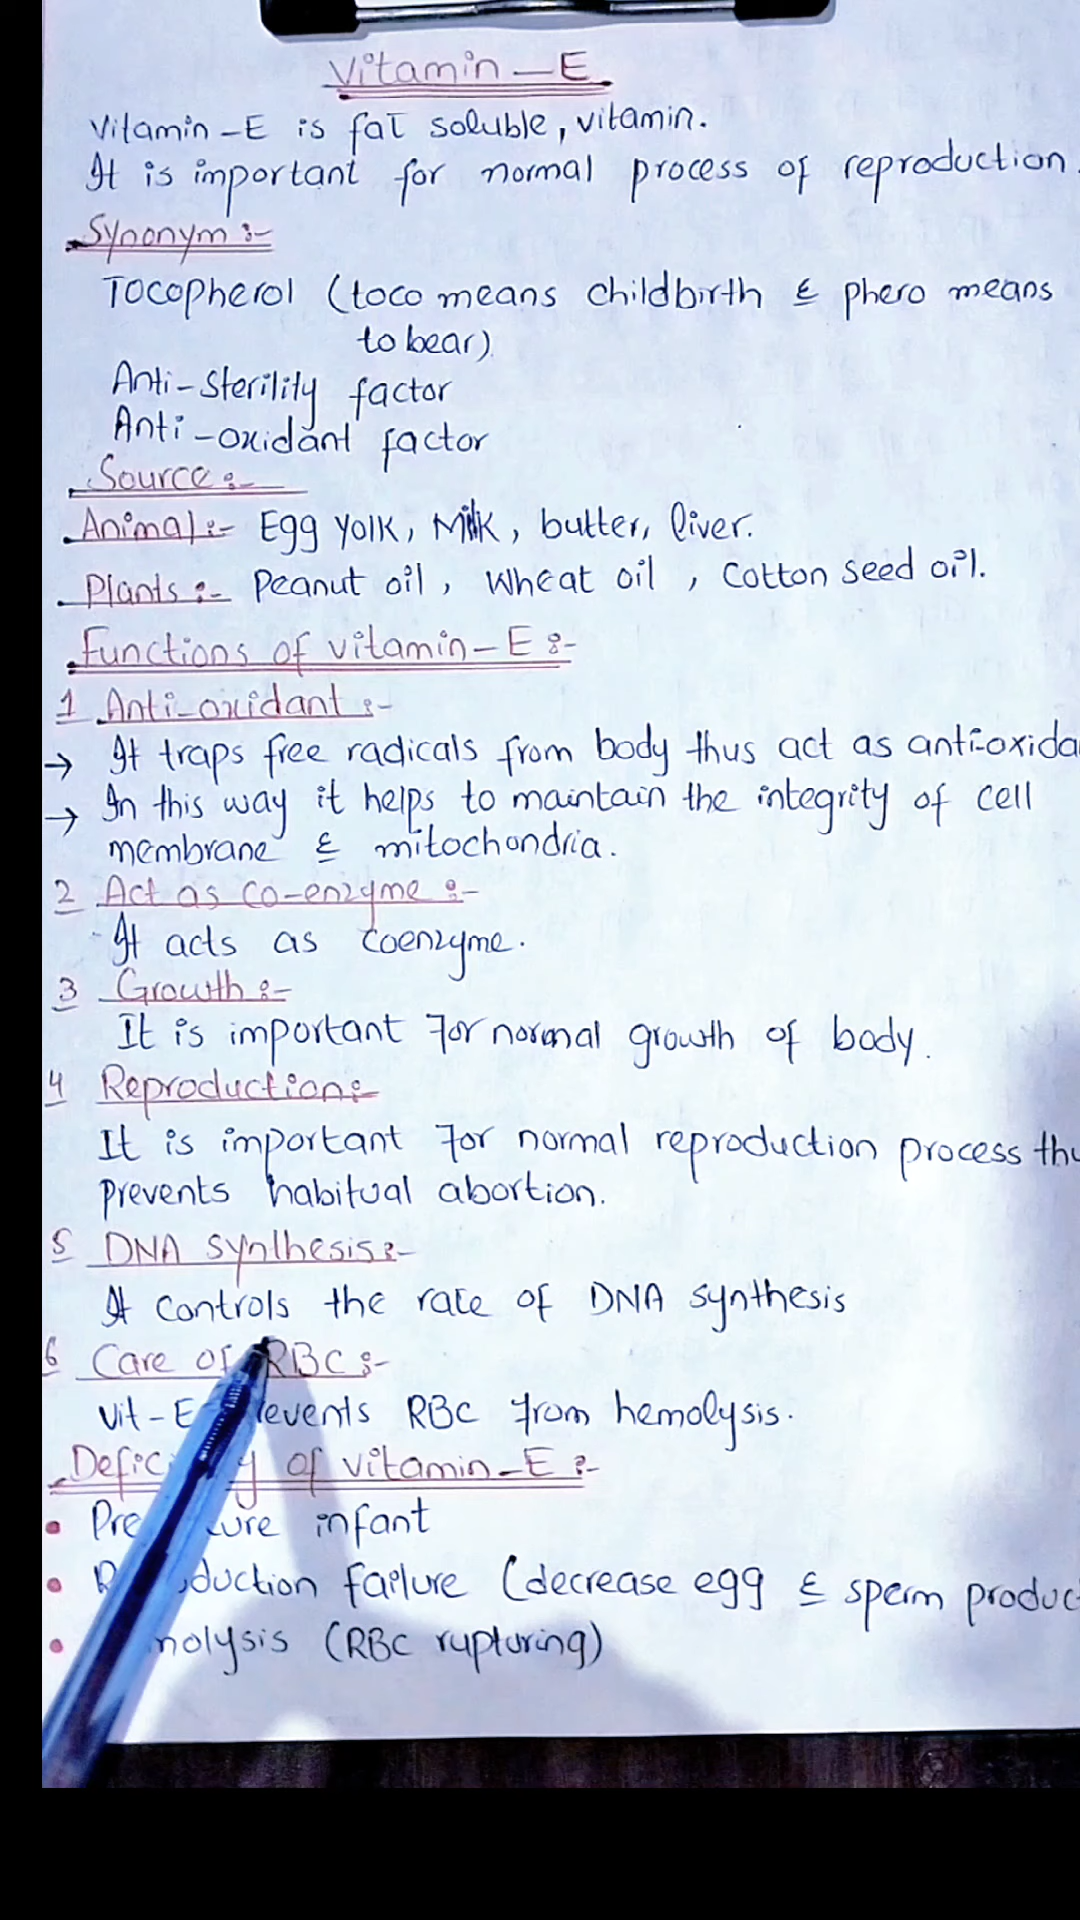 Vitamin - E
Vitamin - E is fat soluble, vitamin.
It is important for normal process of reproduction.
Synonym :-
Tocopherol (toco means childbirth & phero means
to bear)
Anti - Sterility factor
Anti - oxidant factor
Source :-
Animal :- Egg yolk, Milk, butter, liver.
Plants :- Peanut oil, Wheat oil, Cotton seed oil.
Functions of vitamin - E :-
1 Anti-oxidant :-
→ It traps free radicals from body thus act as anti-oxida
→ In this way it helps to maintain the integrity of cell
membrane & mitochondria.
2 Act as co-enzyme :-
It acts as coenzyme.
3 Growth :-
It is important for normal growth of body.
4 Reproduction :-
It is important for normal reproduction process thu
prevents habitual abortion.
5 DNA synthesis :-
It controls the rate of DNA synthesis
6 Care of RBC :-
Vit - E events RBC from hemolysis.
Defic y of vitamin - E :-
• Pre ure infant
• R duction failure (decrease egg & sperm produc
• nolysis (RBC rupturing)